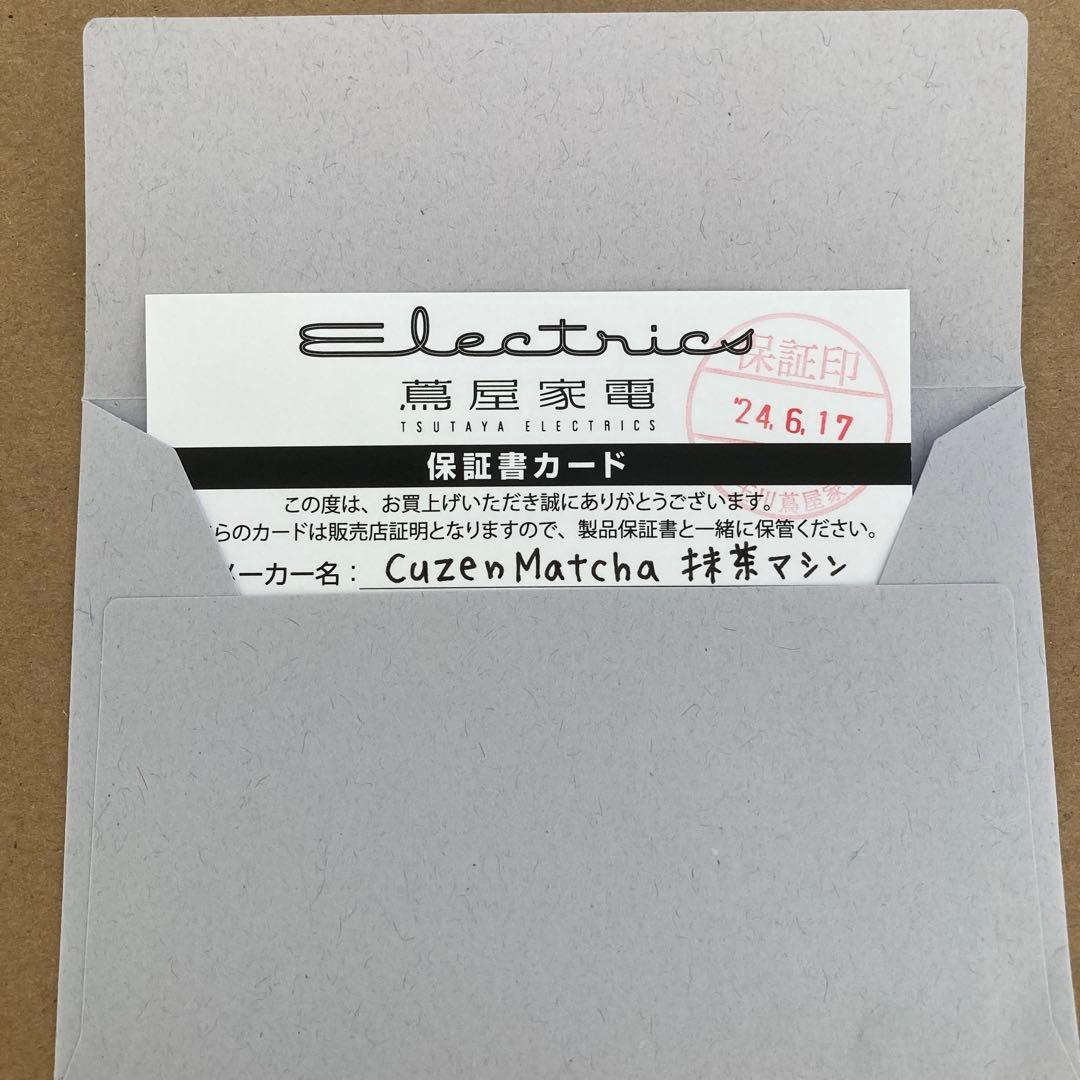 Electrics
蔦屋家電
TSUTAYA ELECTRICS
保証印
'24.6.17
蔦屋家
保証書カード
この度は、お買上げいただき誠にありがとうございます。
らのカードは販売店証明となりますので、製品保証書と一緒に保管ください。
メーカー名： Cuzen Matcha 抹茶マシン